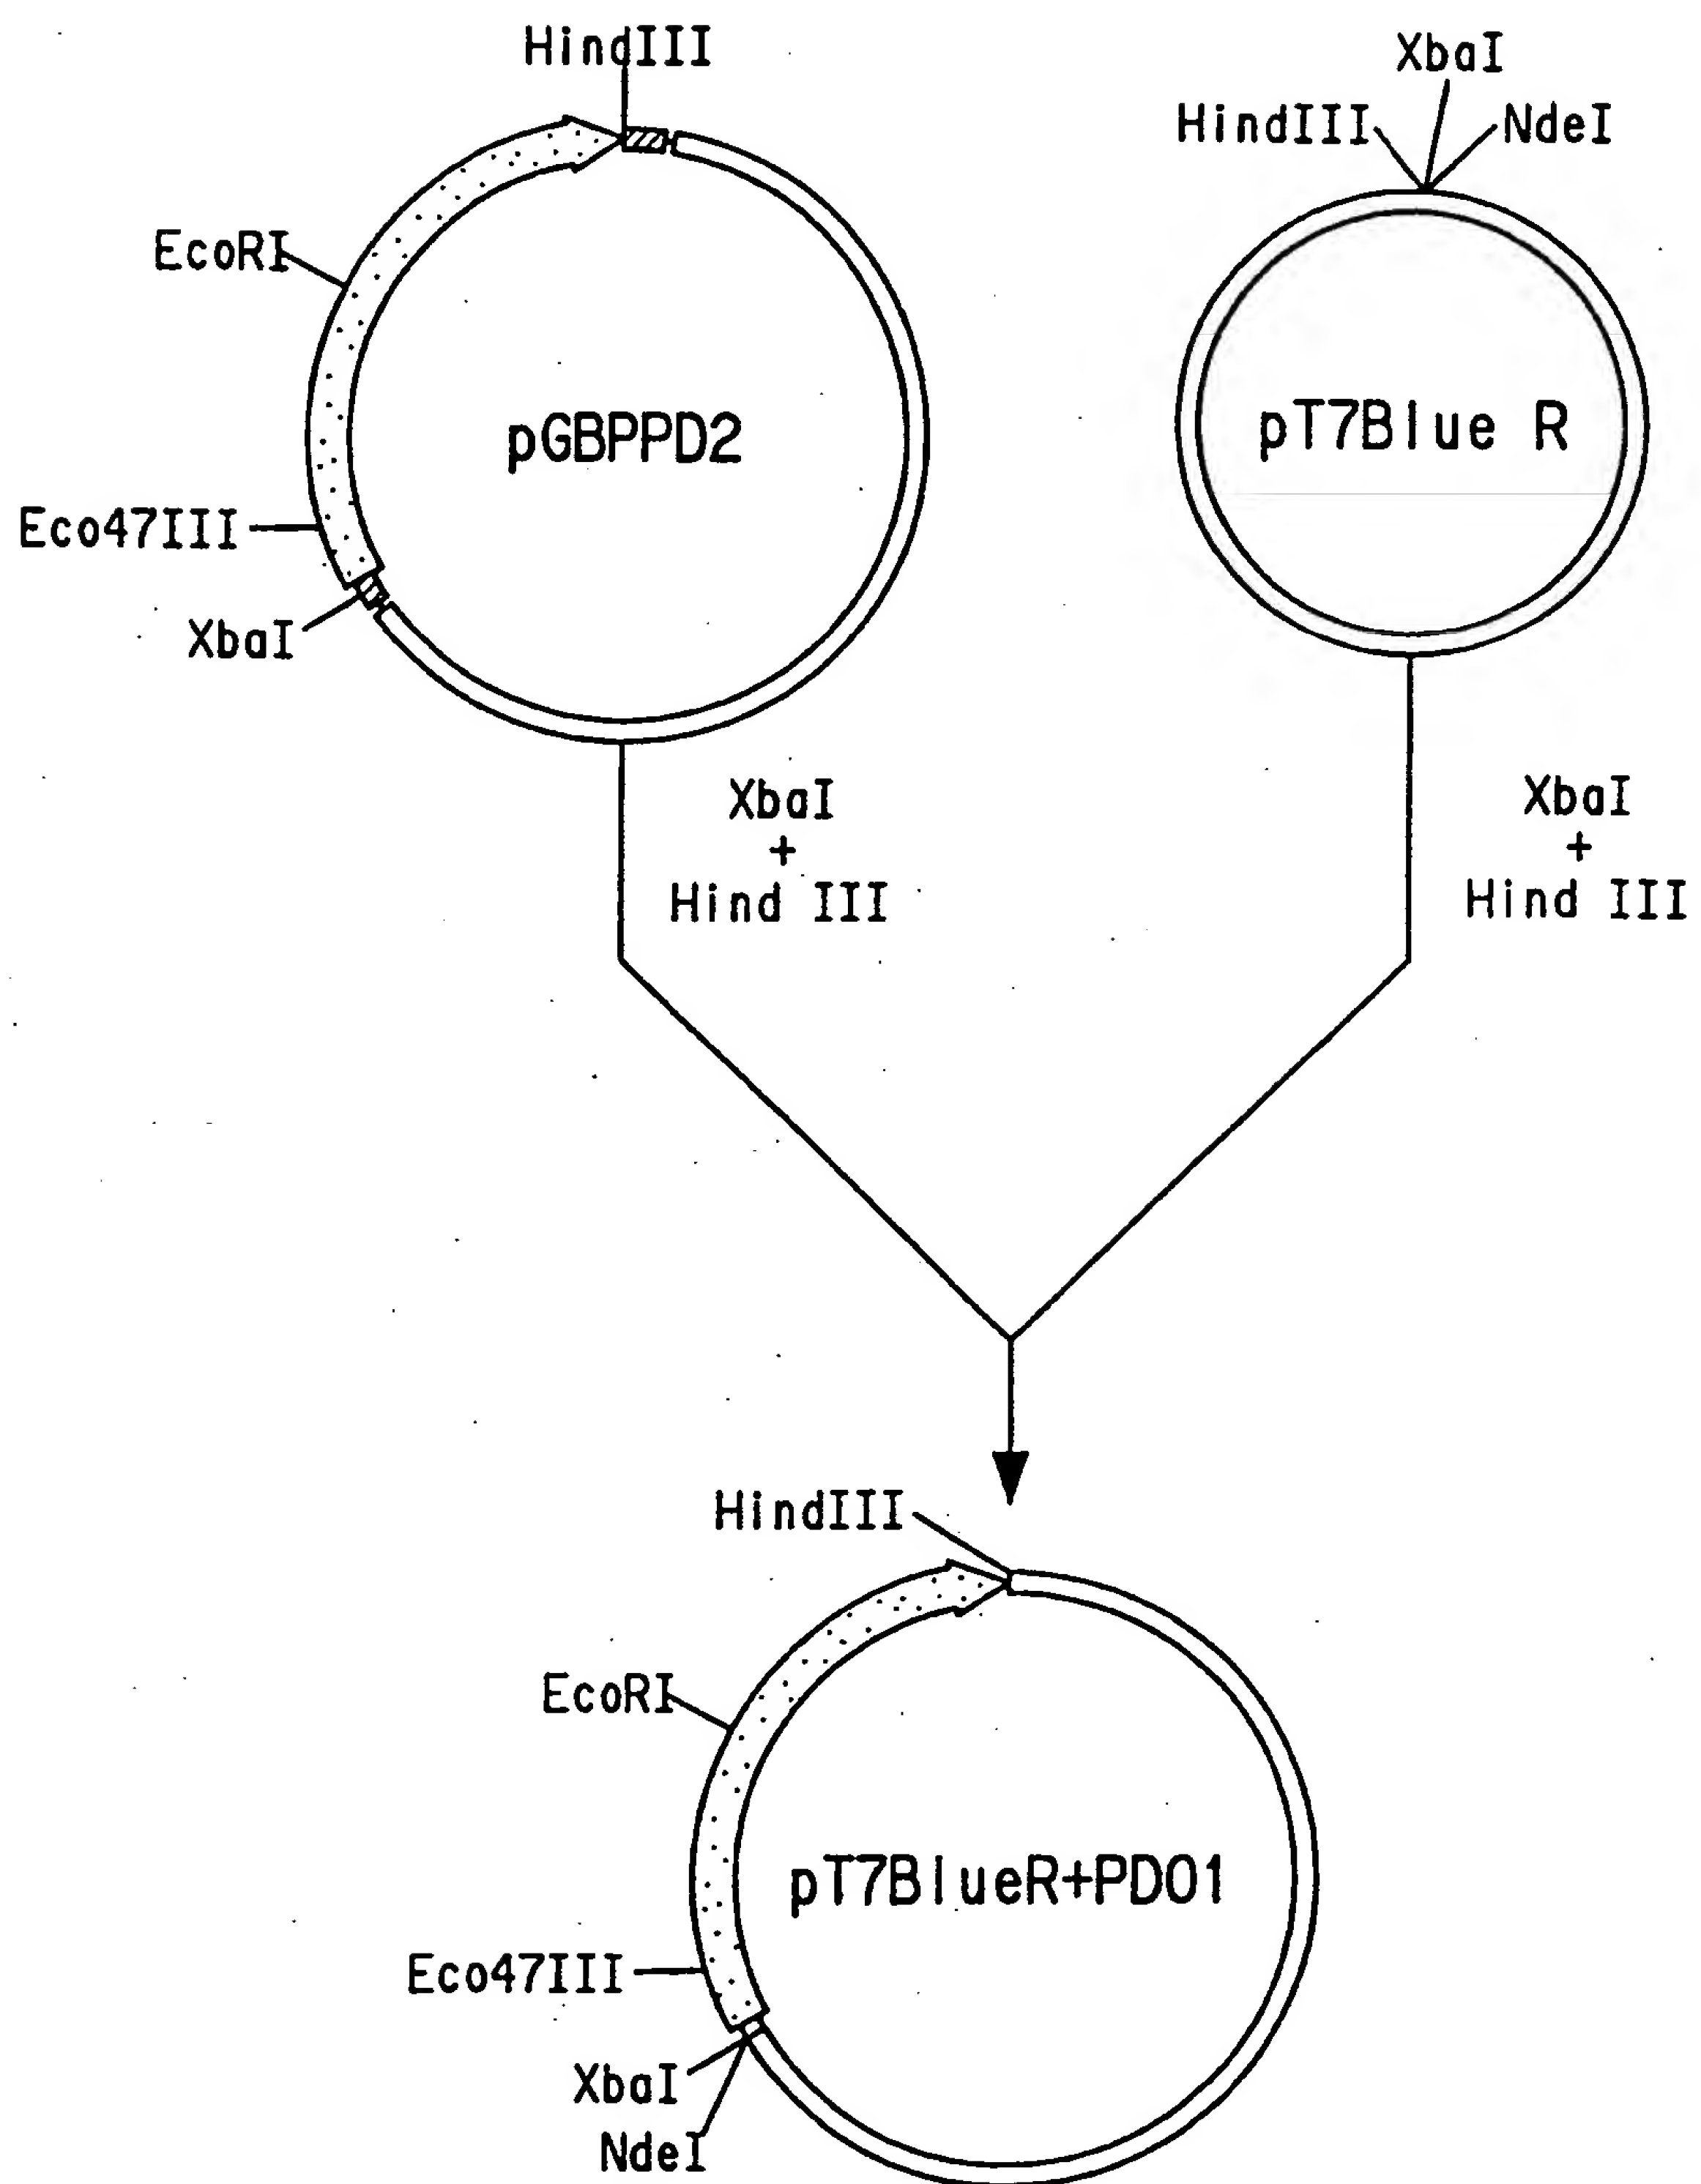 HindIII
XbaI
HindIII
NdeI
EcoRI
pGBPPD2
pT7Blue R
Eco47III
XbaI
XbaI
+
Hind III
XbaI
+
Hind III
HindIII
EcoRI
pT7BlueR+PD01
Eco47III
XbaI
NdeI